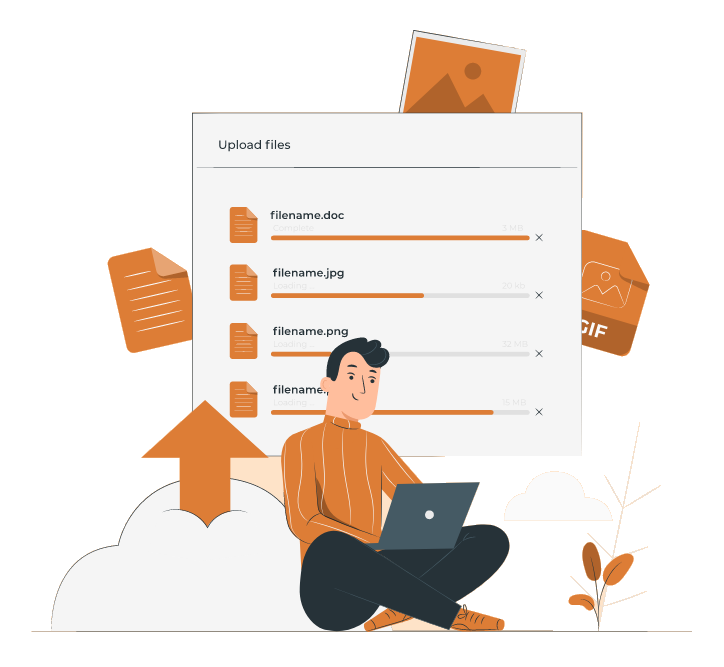 Upload files
filename.doc
Complete
3 MB
filename.jpg
Loading...
20 kb
filename.png
Loading ...
32 MB
filename.
Loading...
15 MB
GIF